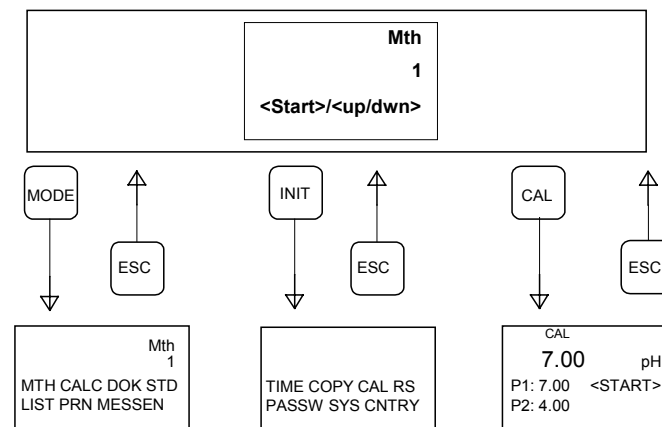 Mth
1
<Start>/<up/dwn>
MODE
INIT
CAL
ESC
ESC
ESC
Mth
1
MTH CALC DOK STD
LIST PRN MESSEN
TIME COPY CAL RS
PASSW SYS CNTRY
CAL
7.00 pH
P1: 7.00 <START>
P2: 4.00